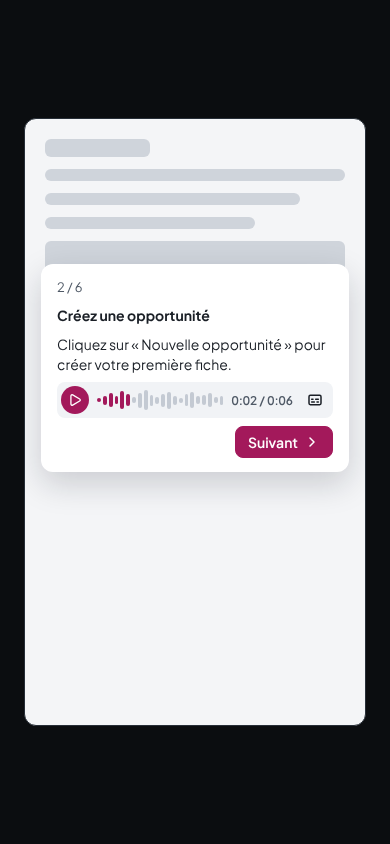 2 / 6
Créez une opportunité
Cliquez sur « Nouvelle opportunité » pour
créer votre première fiche.
0:02 / 0:06
Suivant